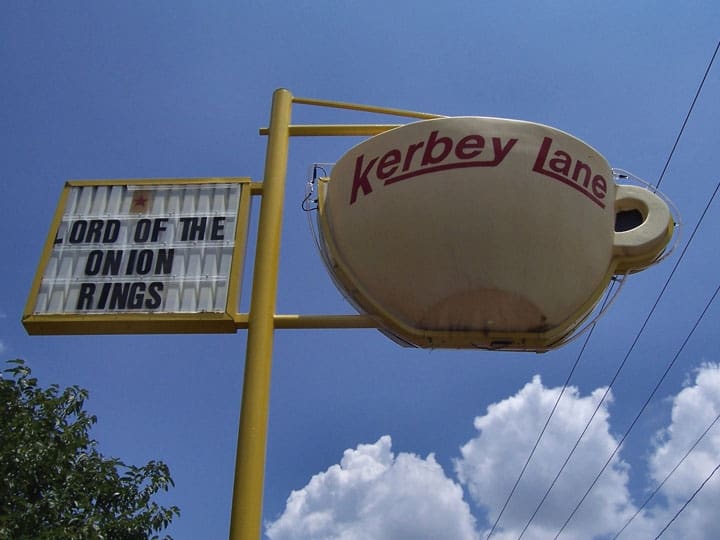 LORD OF THE
ONION
RINGS
Kerbey Lane